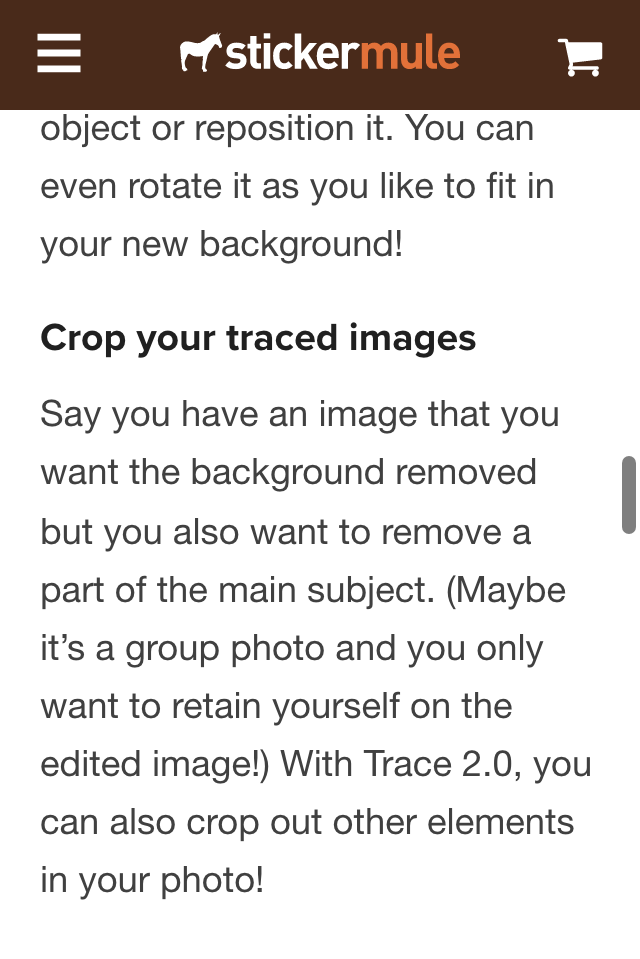 stickermule
object or reposition it. You can
even rotate it as you like to fit in
your new background!
Crop your traced images
Say you have an image that you
want the background removed
but you also want to remove a
part of the main subject. (Maybe
it’s a group photo and you only
want to retain yourself on the
edited image!) With Trace 2.0, you
can also crop out other elements
in your photo!